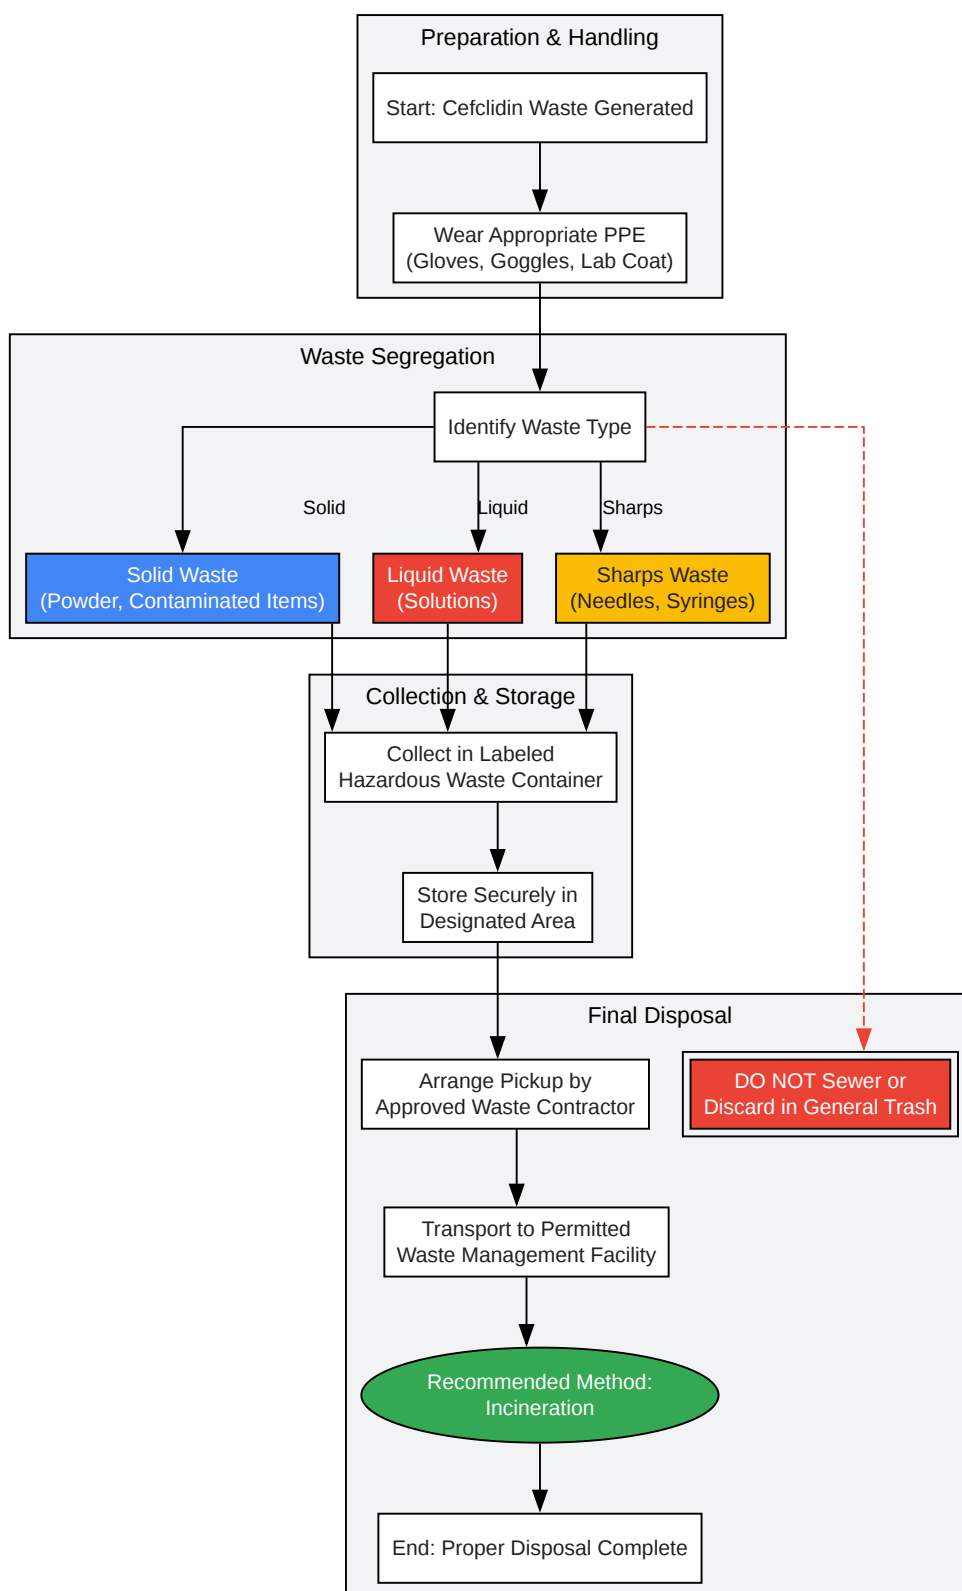 Preparation & Handling
Start: Cefclidin Waste Generated
Wear Appropriate PPE
(Gloves, Goggles, Lab Coat)
Waste Segregation
Identify Waste Type
Solid
Liquid
Sharps
Solid Waste
(Powder, Contaminated Items)
Liquid Waste
(Solutions)
Sharps Waste
(Needles, Syringes)
Collection & Storage
Collect in Labeled
Hazardous Waste Container
Store Securely in
Designated Area
Final Disposal
Arrange Pickup by
Approved Waste Contractor
DO NOT Sewer or
Discard in General Trash
Transport to Permitted
Waste Management Facility
Recommended Method:
Incineration
End: Proper Disposal Complete